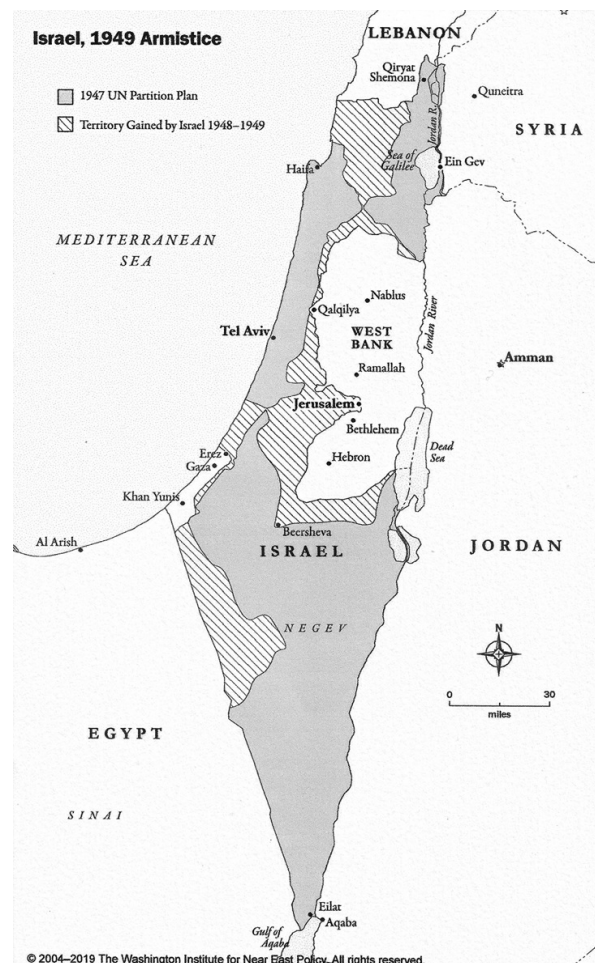 Israel, 1949 Armistice
1947 UN Partition Plan
Territory Gained by Israel 1948–1949
LEBANON
Qiryat
Shemona
Quneitra
Jordan R.
SYRIA
Sea of
Galilee
Ein Gev
Haifa
MEDITERRANEAN
SEA
Nablus
Qalqilya
Jordan River
Tel Aviv
WEST
BANK
Amman
Ramallah
Jerusalem
Bethlehem
Dead
Sea
Erez
Gaza
Hebron
Khan Yunis
Beersheva
Al Arish
ISRAEL
JORDAN
NEGEV
N
0 30
miles
EGYPT
SINAI
Eilat
Aqaba
Gulf of
Aqaba
© 2004–2019 The Washington Institute for Near East Policy. All rights reserved.